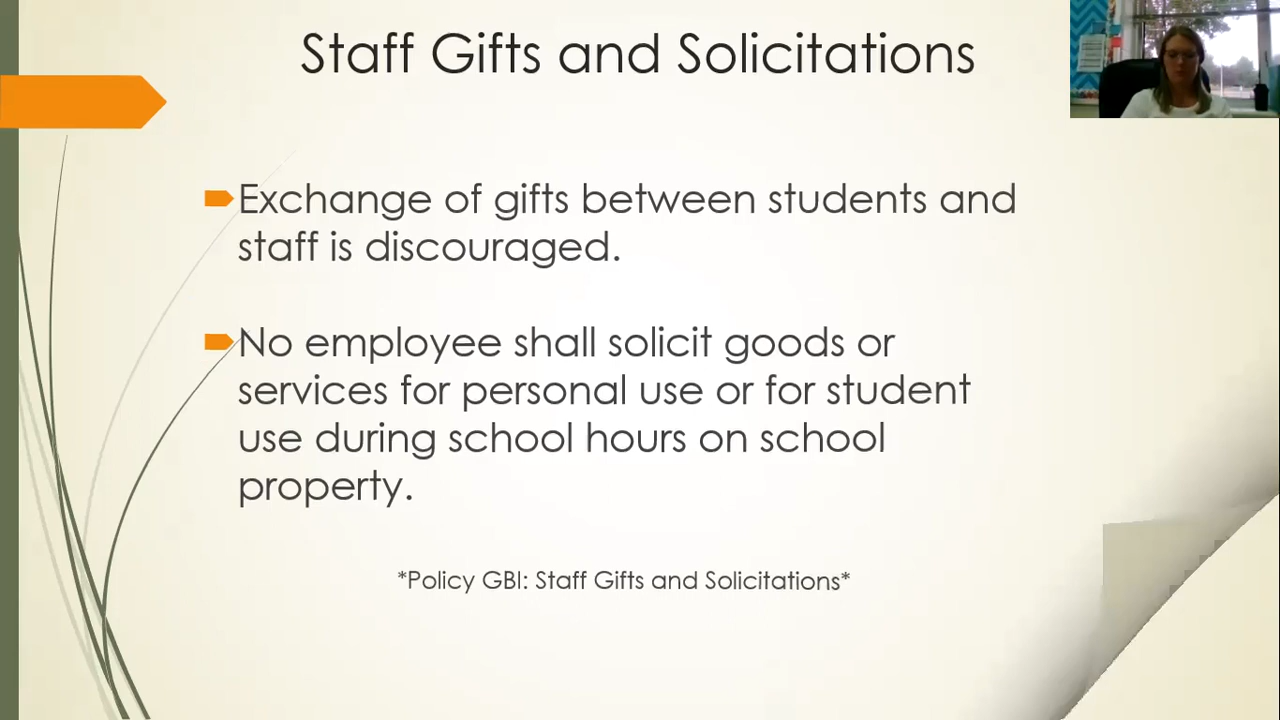 Staff Gifts and Solicitations
Exchange of gifts between students and
staff is discouraged.
No employee shall solicit goods or
services for personal use or for student
use during school hours on school
property.
*Policy GBI: Staff Gifts and Solicitations*